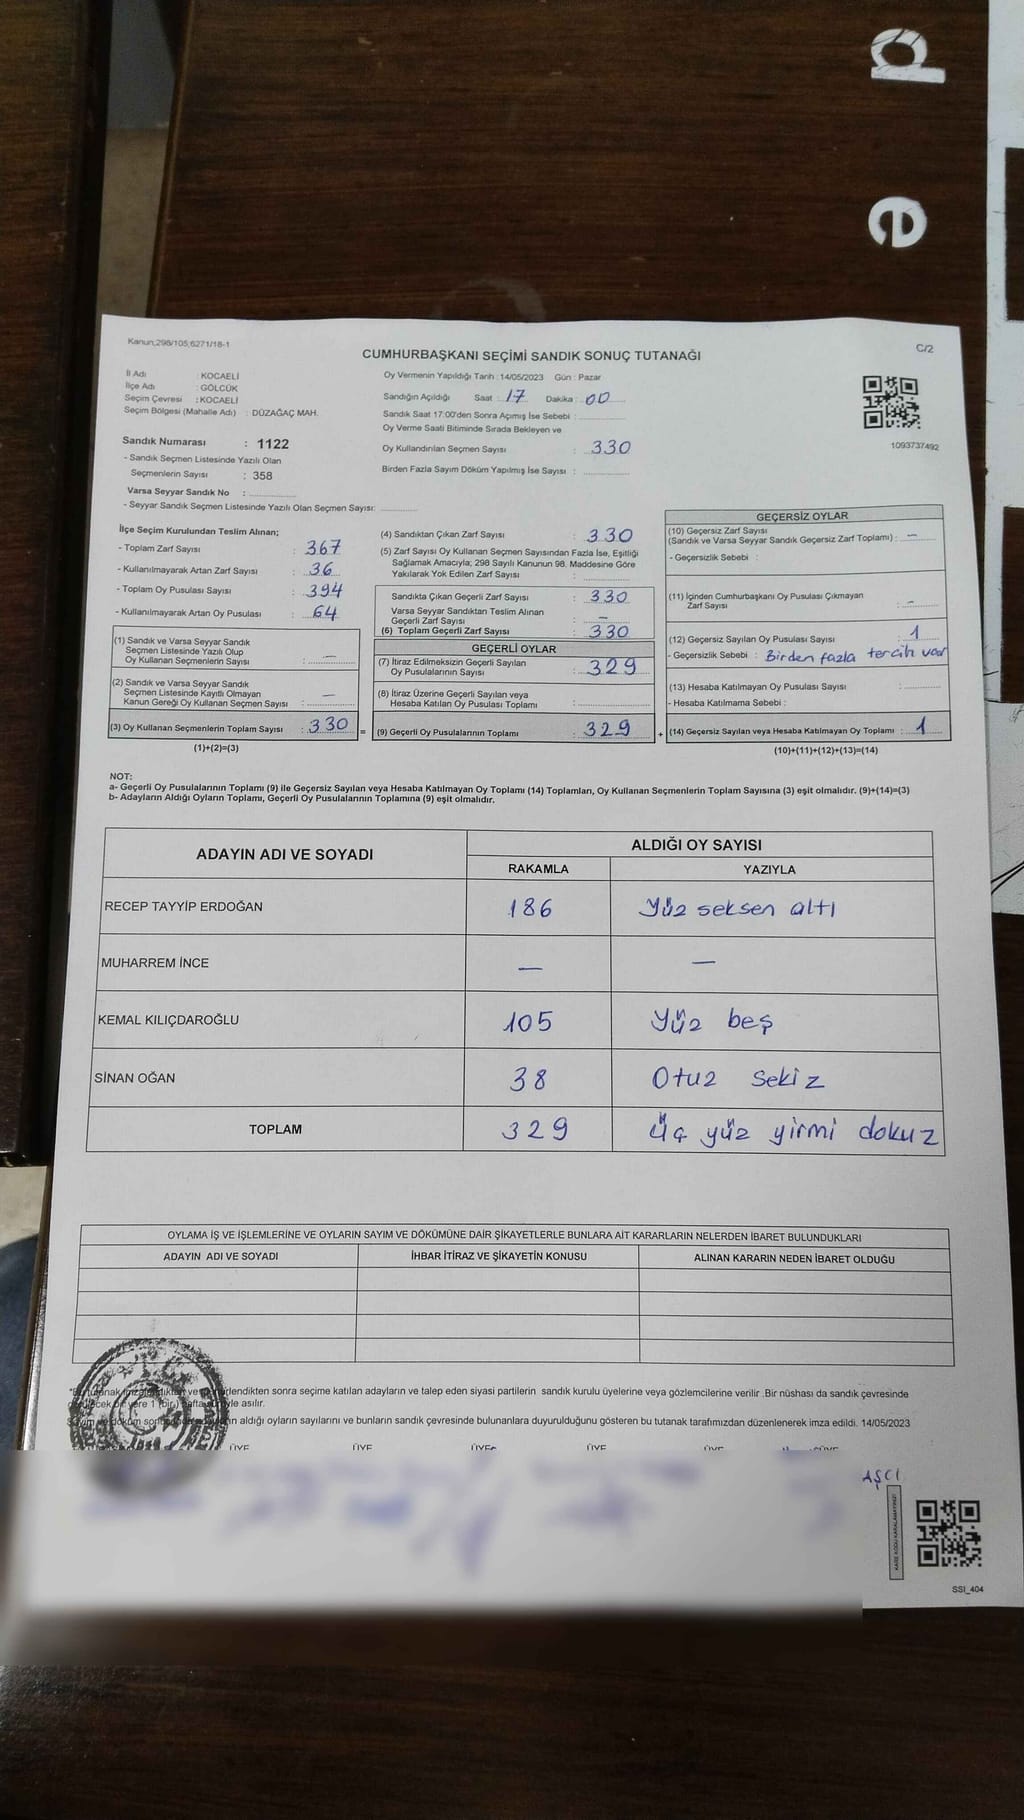 d
e
Kanun;298/105;6271/18-1
C/2
CUMHURBAŞKANI SEÇİMİ SANDIK SONUÇ TUTANAĞI
İl Adı : KOCAELİ
İlçe Adı : GÖLCÜK
Seçim Çevresi : KOCAELİ
Seçim Bölgesi (Mahalle Adı) : DÜZAĞAÇ MAH.
Oy Vermenin Yapıldığı Tarih : 14/05/2023 Gün : Pazar
Sandığın Açıldığı Saat : 17 Dakika : 00
Sandık Saat 17:00'den Sonra Açımış İse Sebebi :
Oy Verme Saati Bitiminde Sırada Bekleyen ve
Oy Kullandırılan Seçmen Sayısı : 330
Birden Fazla Sayım Döküm Yapılmış İse Sayısı :
1093737492
Sandık Numarası : 1122
- Sandık Seçmen Listesinde Yazılı Olan
Seçmenlerin Sayısı : 358
Varsa Seyyar Sandık No :
- Seyyar Sandık Seçmen Listesinde Yazılı Olan Seçmen Sayısı:
İlçe Seçim Kurulundan Teslim Alınan;
- Toplam Zarf Sayısı : 367
- Kullanılmayarak Artan Zarf Sayısı : 36
- Toplam Oy Pusulası Sayısı : 394
- Kullanılmayarak Artan Oy Pusulası : 64
(1) Sandık ve Varsa Seyyar Sandık
Seçmen Listesinde Yazılı Olup
Oy Kullanan Seçmenlerin Sayısı : —
(2) Sandık ve Varsa Seyyar Sandık
Seçmen Listesinde Kayıtlı Olmayan
Kanun Gereği Oy Kullanan Seçmen Sayısı : —
(3) Oy Kullanan Seçmenlerin Toplam Sayısı : 330
(1)+(2)=(3)
=
(4) Sandıktan Çıkan Zarf Sayısı : 330
(5) Zarf Sayısı Oy Kullanan Seçmen Sayısından Fazla İse, Eşitliği
Sağlamak Amacıyla; 298 Sayılı Kanunun 98. Maddesine Göre
Yakılarak Yok Edilen Zarf Sayısı :
Sandıkta Çıkan Geçerli Zarf Sayısı : 330
Varsa Seyyar Sandıktan Teslim Alınan
Geçerli Zarf Sayısı : —
(6) Toplam Geçerli Zarf Sayısı : 330
GEÇERLİ OYLAR
(7) İtiraz Edilmeksizin Geçerli Sayılan
Oy Pusulalarının Sayısı : 329
(8) İtiraz Üzerine Geçerli Sayılan veya
Hesaba Katılan Oy Pusulası Toplamı :
(9) Geçerli Oy Pusulalarının Toplamı : 329
+
GEÇERSİZ OYLAR
(10) Geçersiz Zarf Sayısı
(Sandık ve Varsa Seyyar Sandık Geçersiz Zarf Toplamı) : —
- Geçersizlik Sebebi :
(11) İçinden Cumhurbaşkanı Oy Pusulası Çıkmayan
Zarf Sayısı : —
(12) Geçersiz Sayılan Oy Pusulası Sayısı : 1
- Geçersizlik Sebebi : Birden fazla tercih var
(13) Hesaba Katılmayan Oy Pusulası Sayısı :
- Hesaba Katılmama Sebebi :
(14) Geçersiz Sayılan veya Hesaba Katılmayan Oy Toplamı : 1
(10)+(11)+(12)+(13)=(14)
NOT:
a- Geçerli Oy Pusulalarının Toplamı (9) ile Geçersiz Sayılan veya Hesaba Katılmayan Oy Toplamı (14) Toplamları, Oy Kullanan Seçmenlerin Toplam Sayısına (3) eşit olmalıdır. (9)+(14)=(3)
b- Adayların Aldığı Oyların Toplamı, Geçerli Oy Pusulalarının Toplamına (9) eşit olmalıdır.
ADAYIN ADI VE SOYADI ALDIĞI OY SAYISI
RAKAMLA YAZIYLA
RECEP TAYYİP ERDOĞAN 186 Yüz seksen altı
MUHARREM İNCE — —
KEMAL KILIÇDAROĞLU 105 Yüz beş
SİNAN OĞAN 38 Otuz sekiz
TOPLAM 329 Üç yüz yirmi dokuz
OYLAMA İŞ VE İŞLEMLERİNE VE OYLARIN SAYIM VE DÖKÜMÜNE DAİR ŞİKAYETLERLE BUNLARA AİT KARARLARIN NELERDEN İBARET BULUNDUKLARI
ADAYIN ADI VE SOYADI İHBAR İTİRAZ VE ŞİKAYETİN KONUSU ALINAN KARARIN NEDEN İBARET OLDUĞU
sonra seçime katılan adayların ve talep eden siyasi partilerin sandık kurulu üyelerine veya gözlemcilerine verilir .Bir nüshası da sandık çevresinde
yere 1 (bir) asılır.
aldığı oyların sayılarını ve bunların sandık çevresinde bulunanlara duyurulduğunu gösteren bu tutanak tarafımızdan düzenlenerek imza edildi. 14/05/2023
ÜYE ÜYE ÜYE ÜYE ÜYE ÜYE
AŞCI
SSI_404